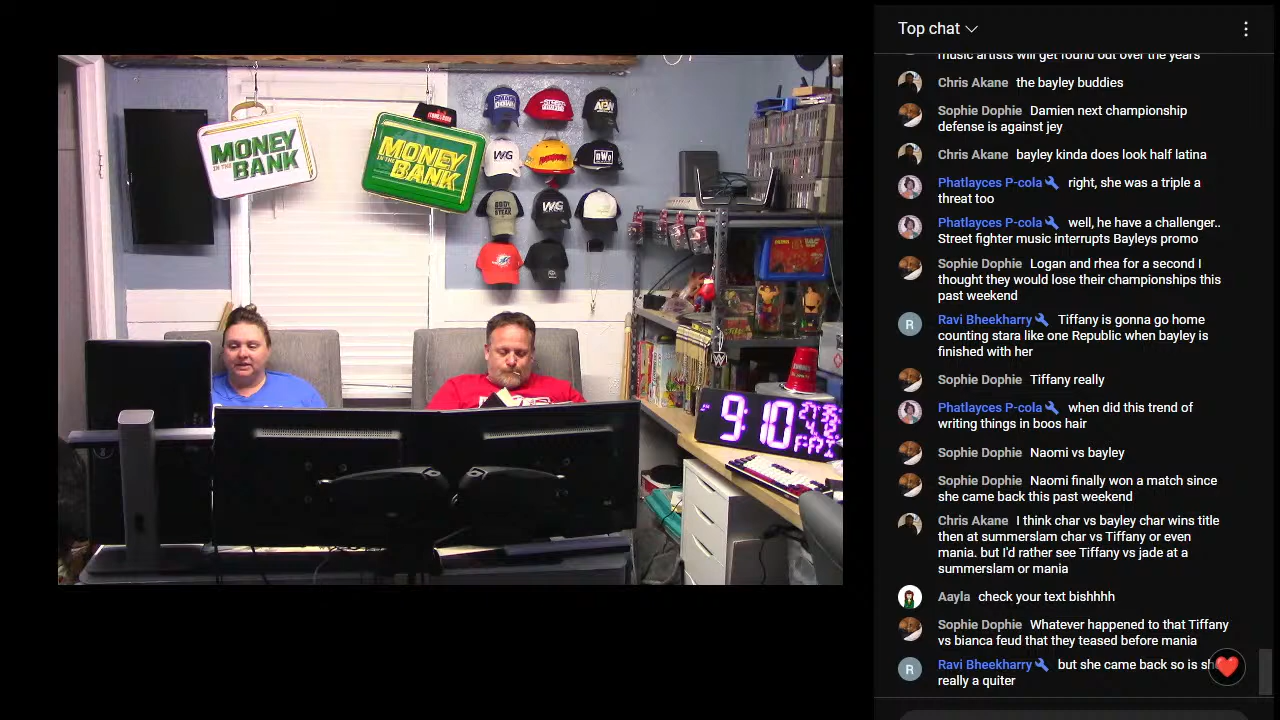 Top chat
music artists will get found out over the years
Chris Akane the bayley buddies
Sophie Dophie Damien next championship
defense is against jey
Chris Akane bayley kinda does look half latina
Phatlayces P-cola right, she was a triple a
threat too
Phatlayces P-cola well, he have a challenger..
Street fighter music interrupts Bayleys promo
Sophie Dophie Logan and rhea for a second I
thought they would lose their championships this
past weekend
R
Ravi Bheekharry Tiffany is gonna go home
counting stara like one Republic when bayley is
finished with her
Sophie Dophie Tiffany really
Phatlayces P-cola when did this trend of
writing things in boos hair
Sophie Dophie Naomi vs bayley
Sophie Dophie Naomi finally won a match since
she came back this past weekend
Chris Akane I think char vs bayley char wins title
then at summerslam char vs Tiffany or even
mania. but I'd rather see Tiffany vs jade at a
summerslam or mania
Aayla check your text bishhhh
Sophie Dophie Whatever happened to that Tiffany
vs bianca feud that they teased before mania
R
Ravi Bheekharry but she came back so is sh
really a quiter
MONEY
IN THE BANK
MONEY
IN THE BANK
WG
nWo
WG
9:10
FRI